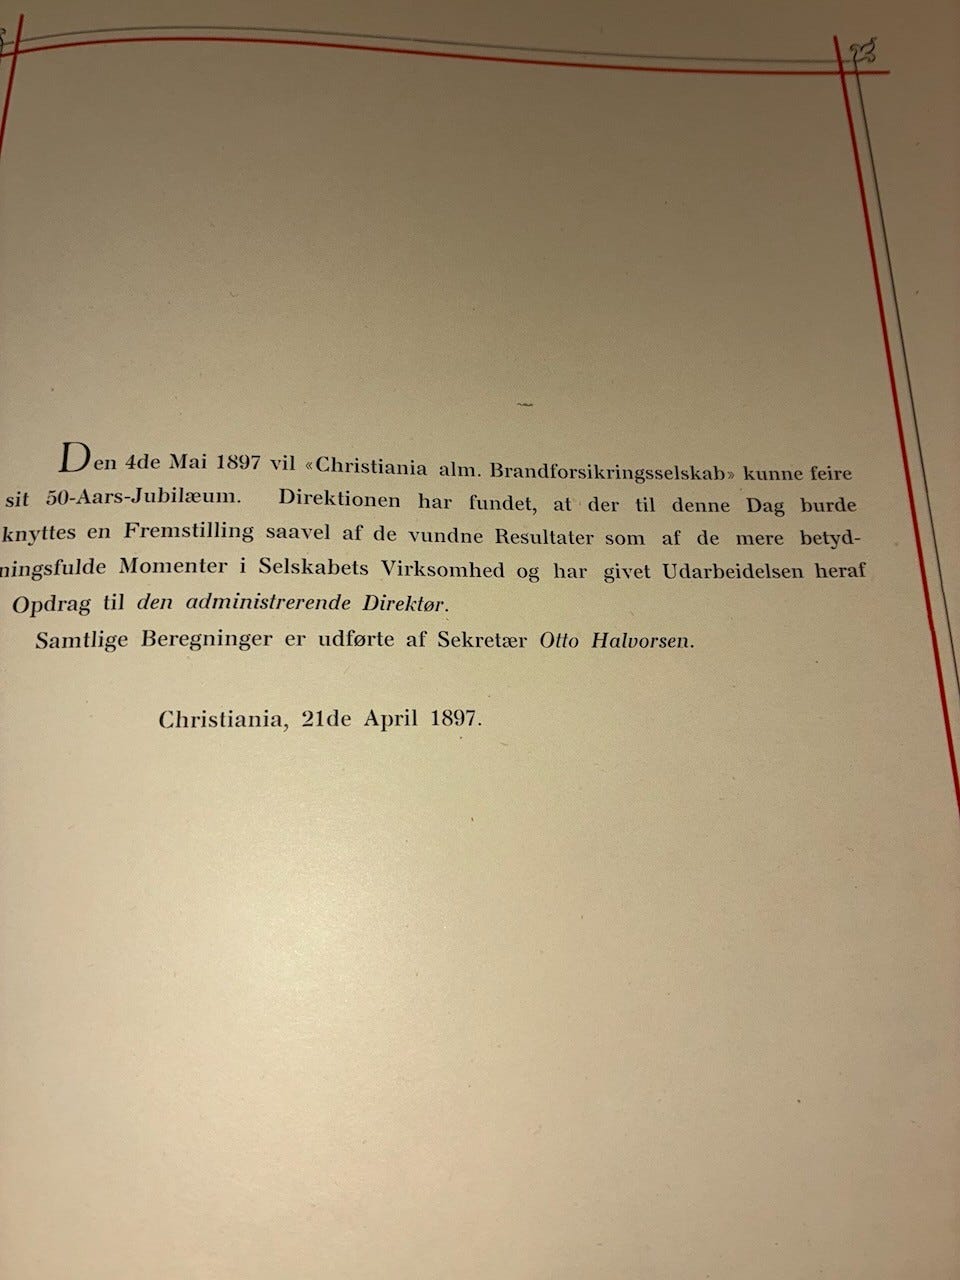 Den 4de Mai 1897 vil «Christiania alm. Brandforsikringsselskab» kunne feire
sit 50-Aars-Jubilæum. Direktionen har fundet, at der til denne Dag burde
knyttes en Fremstilling saavel af de vundne Resultater som af de mere betyd-
ningsfulde Momenter i Selskabets Virksomhed og har givet Udarbeidelsen heraf
Opdrag til den administrerende Direktør.
Samtlige Beregninger er udførte af Sekretær Otto Halvorsen.
Christiania, 21de April 1897.